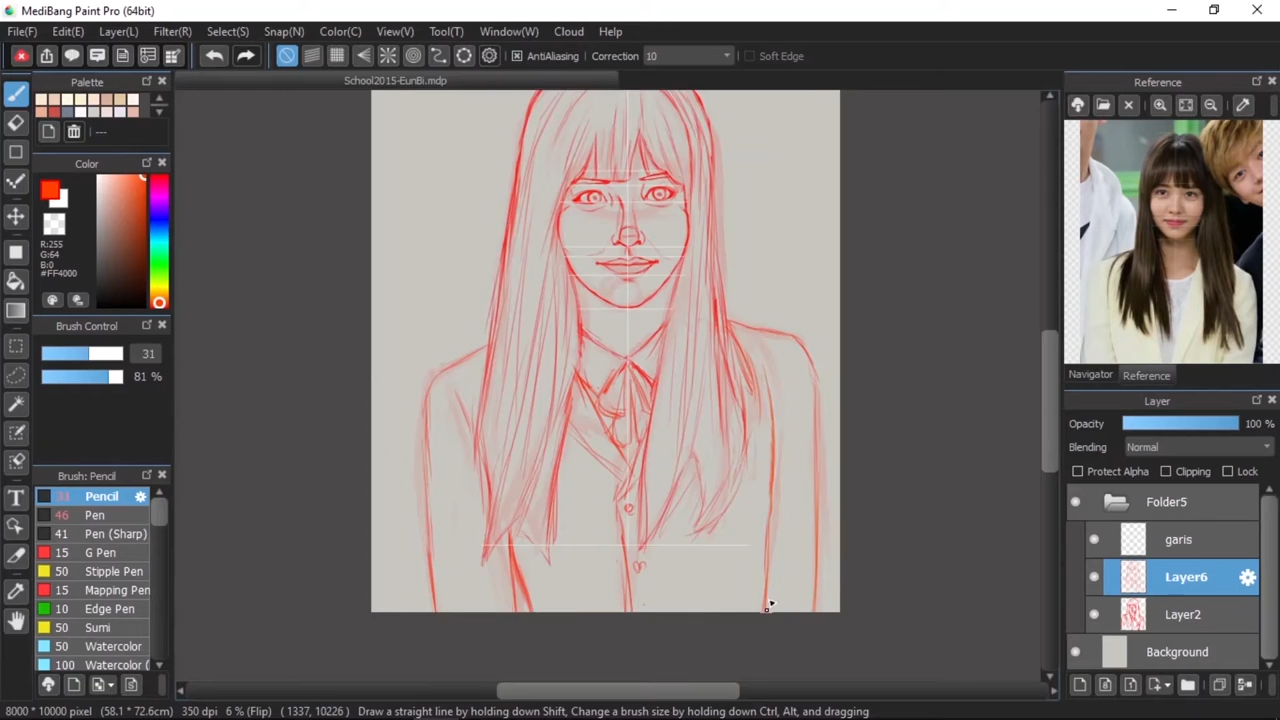 MediBang Paint Pro (64bit)
File(F) Edit(E) Layer(L) Filter(R) Select(S) Snap(N) Color(C) View(V) Tool(T) Window(W) Cloud Help
AntiAliasing Correction 10 Soft Edge
Palette
School2015-EunBi.mdp
Reference
---
Color
R:255
G:64
B:0
#FF4000
Brush Control
31
81 %
Navigator Reference
Layer
Opacity 100 %
Blending Normal
Protect Alpha Clipping Lock
Folder5
garis
Layer6
Layer2
Background
Brush: Pencil
Pencil
46 Pen
41 Pen (Sharp)
15 G Pen
50 Stipple Pen
15 Mapping Pen
10 Edge Pen
50 Sumi
50 Watercolor
100 Watercolor (
8000 * 10000 pixel (58.1 * 72.6cm) 350 dpi 6 % (Flip) ( 1337, 10226 ) Draw a straight line by holding down Shift, Change a brush size by holding down Ctrl, Alt, and dragging